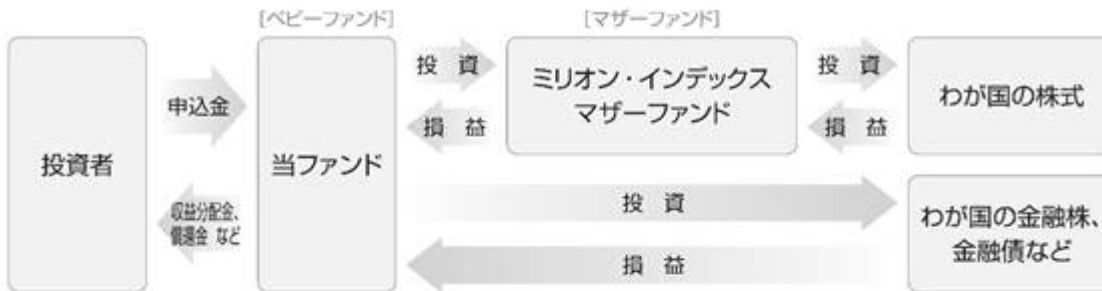 [ベビーファンド]
[マザーファンド]
投資者
申込金
収益分配金、
償還金 など
当ファンド
投 資
損 益
ミリオン・インデックス
マザーファンド
投 資
損 益
わが国の株式
投 資
損 益
わが国の金融株、
金融債など